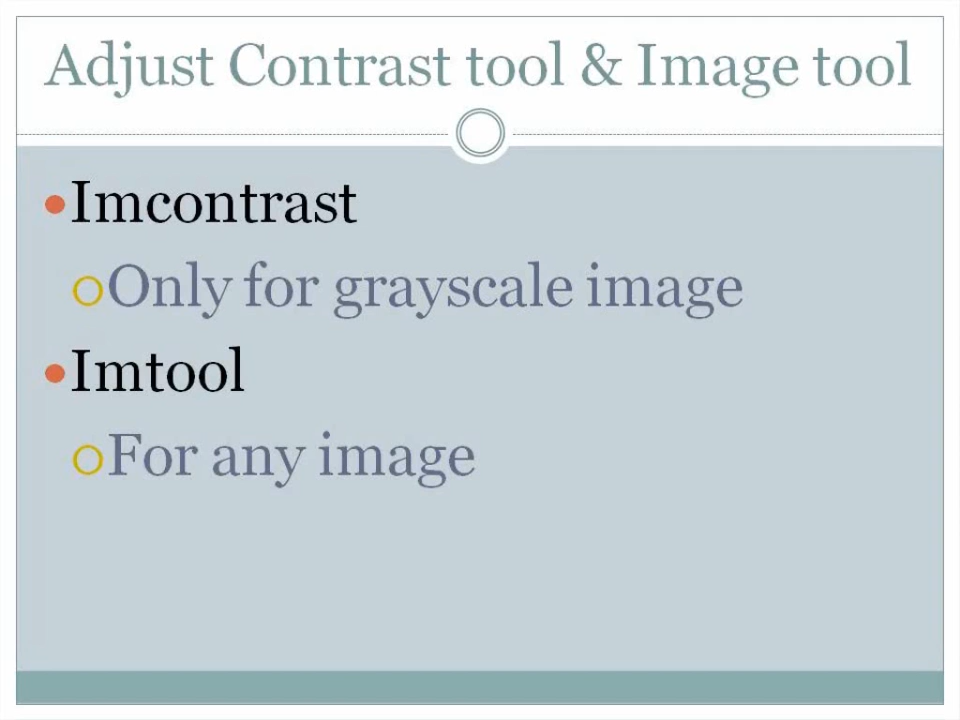 Adjust Contrast tool & Image tool
Imcontrast
Only for grayscale image
Imtool
For any image